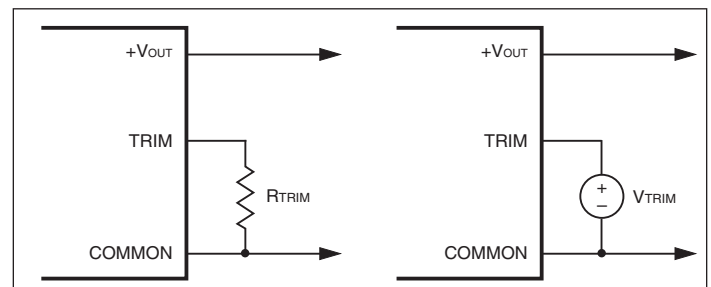 +VOUT
TRIM
RTRIM
COMMON
+VOUT
TRIM
+
–
VTRIM
COMMON